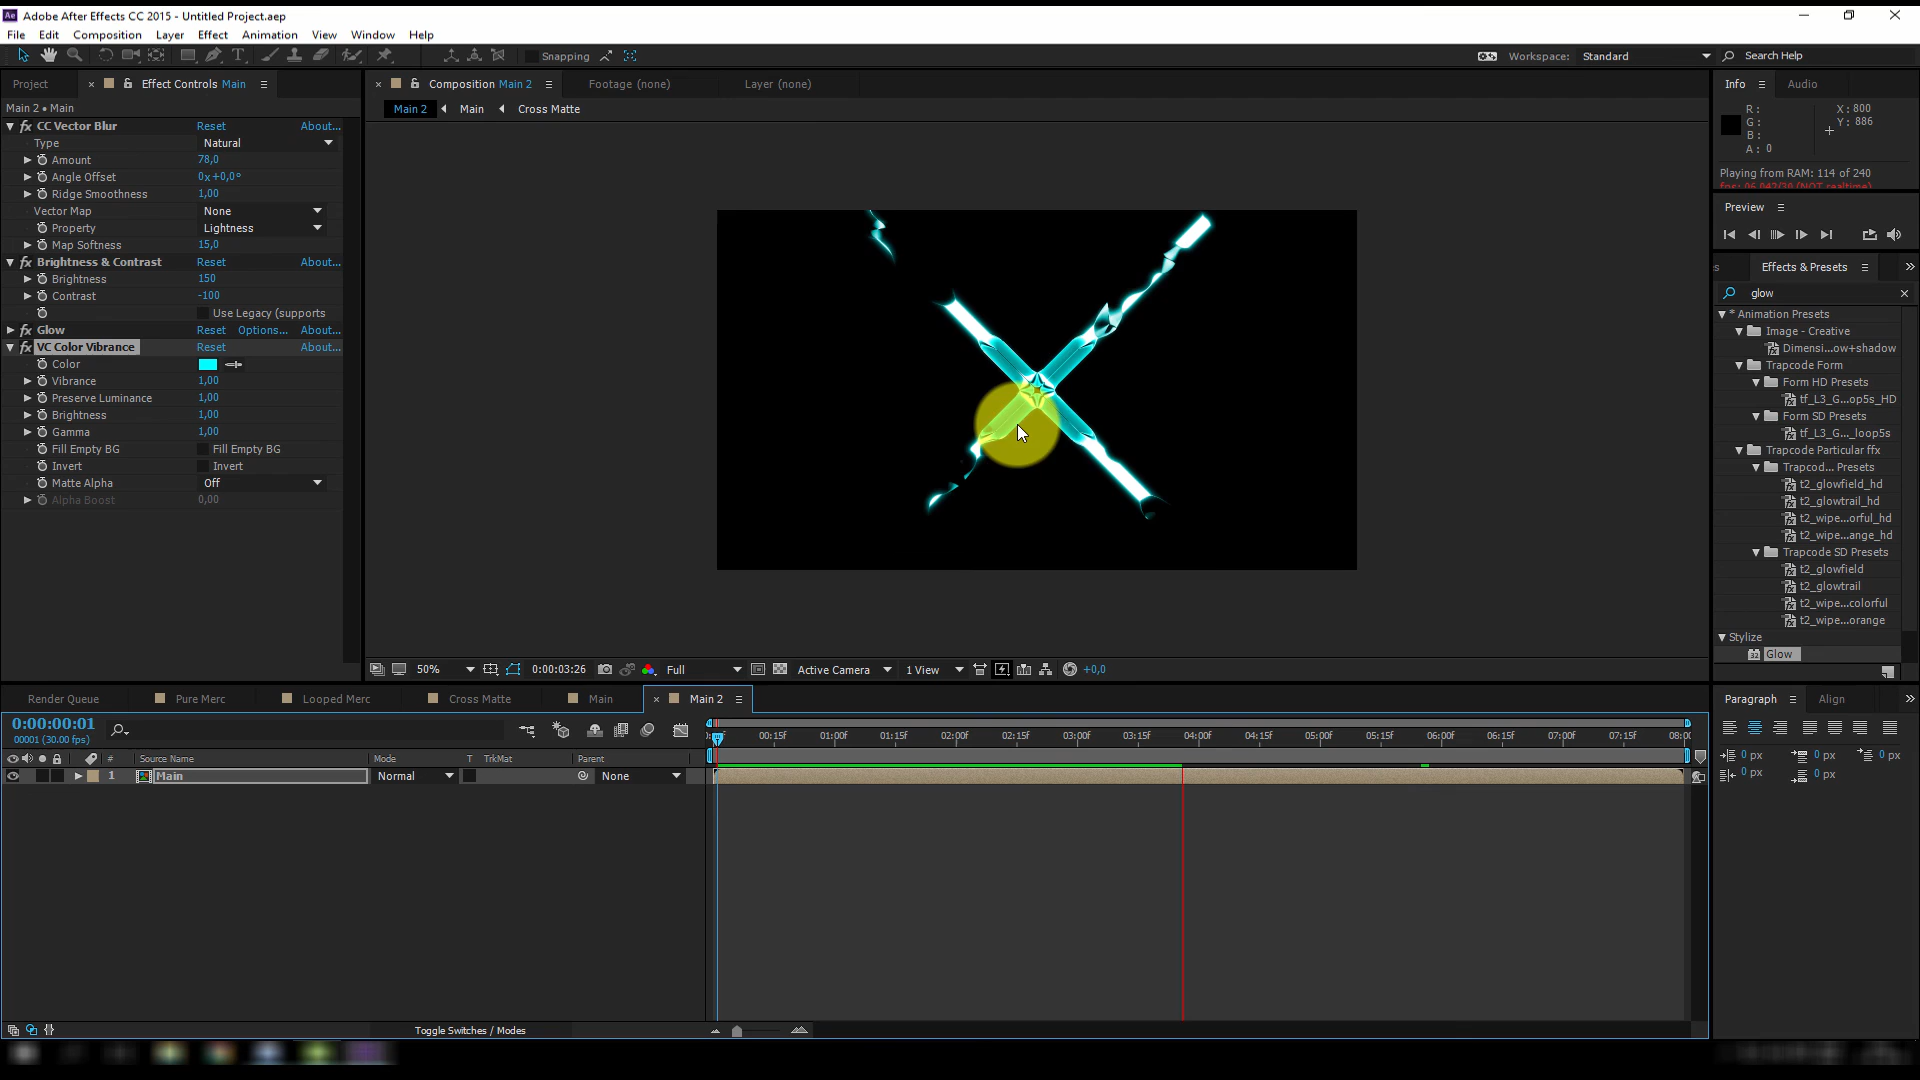 Adobe After Effects CC 2015 - Untitled Project.aep
File Edit Composition Layer Effect Animation View Window Help
Snapping
Workspace: Standard
Search Help
Project
Effect Controls Main
Main 2 • Main
CC Vector Blur Reset About...
Type Natural
Amount 78,0
Angle Offset 0x+0,0°
Ridge Smoothness 1,00
Vector Map None
Property Lightness
Map Softness 15,0
Brightness & Contrast Reset About...
Brightness 150
Contrast -100
Use Legacy (supports
Glow Reset Options... About...
VC Color Vibrance Reset About...
Color
Vibrance 1,00
Preserve Luminance 1,00
Brightness 1,00
Gamma 1,00
Fill Empty BG Fill Empty BG
Invert Invert
Matte Alpha Off
Alpha Boost 0,00
Composition Main 2 Footage (none) Layer (none)
Main 2 Main Cross Matte
50% 0:00:03:26 Full Active Camera 1 View +0,0
Info Audio
R: X: 800
G: Y: 886
B:
A: 0
Playing from RAM: 114 of 240
fps: 06,042/30 (NOT realtime)
Preview
Effects & Presets
glow
* Animation Presets
Image - Creative
Dimensi...ow+shadow
Trapcode Form
Form HD Presets
tf_L3_G...op5s_HD
Form SD Presets
tf_L3_G..._loop5s
Trapcode Particular ffx
Trapcod... Presets
t2_glowfield_hd
t2_glowtrail_hd
t2_wipe...orful_hd
t2_wipe...ange_hd
Trapcode SD Presets
t2_glowfield
t2_glowtrail
t2_wipe...colorful
t2_wipe...orange
Stylize
32 Glow
Render Queue Pure Merc Looped Merc Cross Matte Main Main 2
0:00:00:01
00001 (30.00 fps)
00:15f 01:00f 01:15f 02:00f 02:15f 03:00f 03:15f 04:00f 04:15f 05:00f 05:15f 06:00f 06:15f 07:00f 07:15f 08:00
# Source Name Mode T TrkMat Parent
1 Main Normal None
Toggle Switches / Modes
Paragraph Align
0 px 0 px 0 px
0 px 0 px